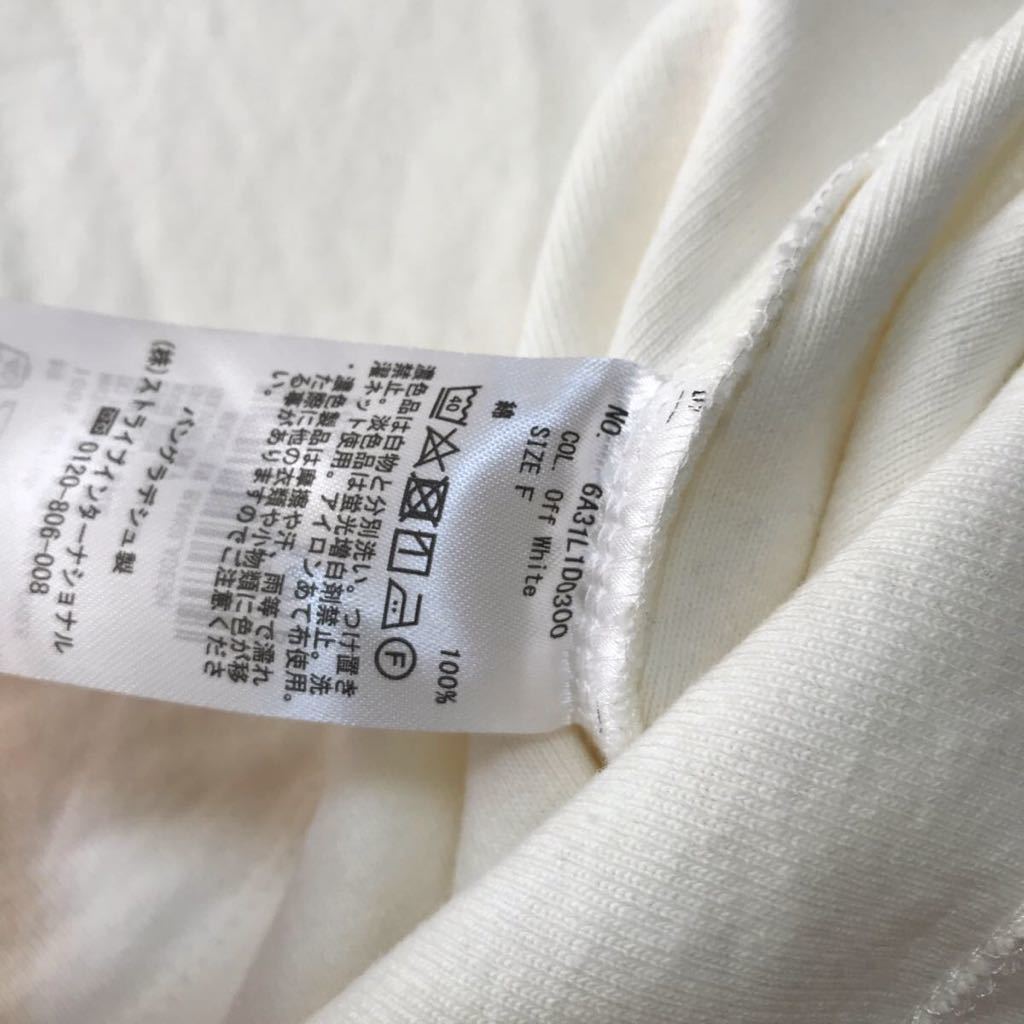 NO. 6A31L1D0300
COL. Off White
SIZE F
綿 100%
40 F
濃色品は白物と分別洗い。つけ置き
禁止。淡色品は蛍光増白剤禁止。洗
濯ネット使用。アイロンあて布使用。
・濃色製品は摩擦や汗、雨等で濡れ
た際に他の衣類や小物類に色が移
る事がありますのでご注意くださ
い。
バングラデシュ製
(株)ストライプインターナショナル
0120-806-008